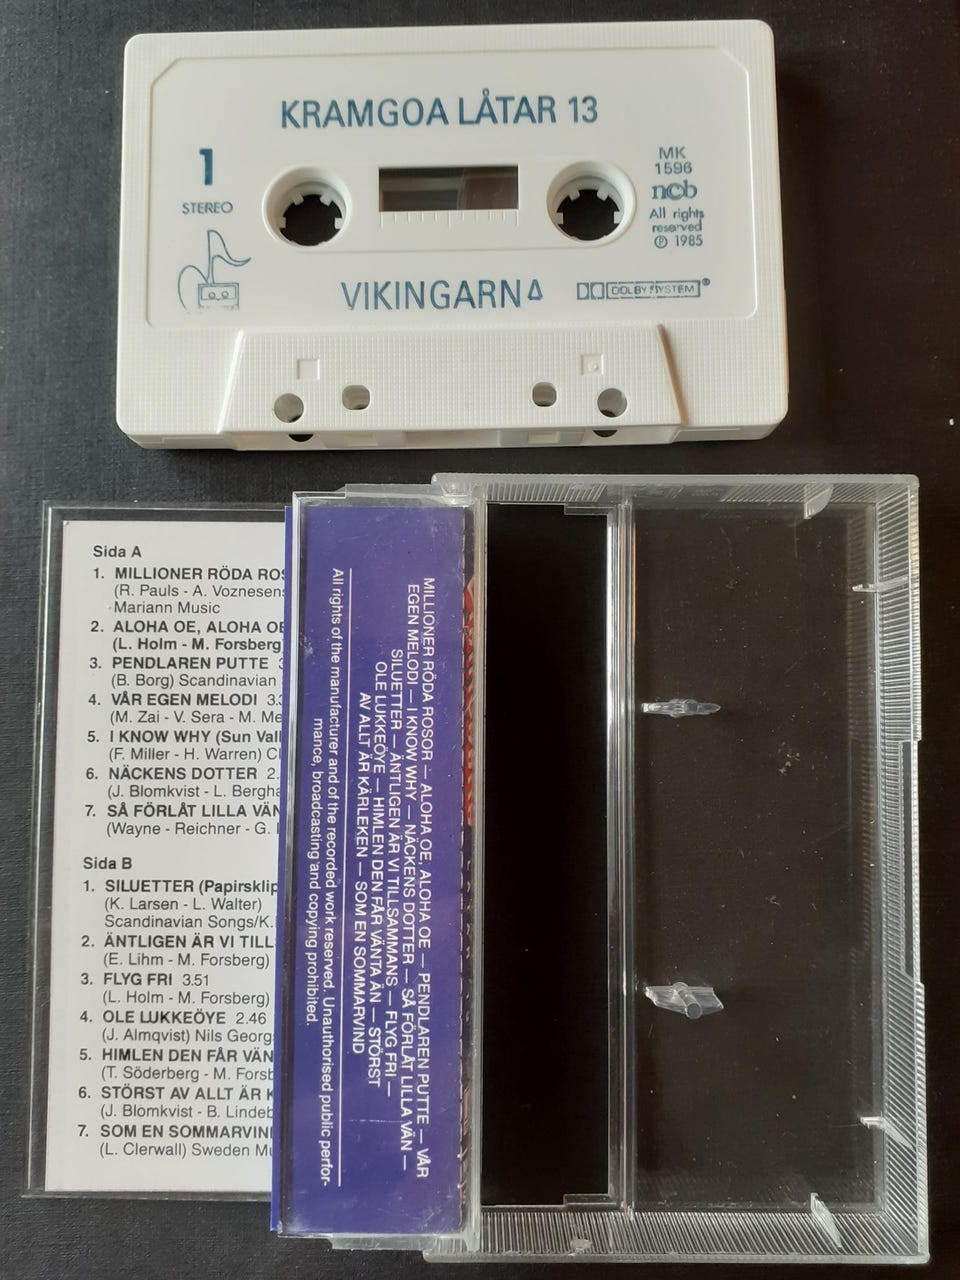 KRAMGOA LÅTAR 13
1
STEREO
MK
1596
ncb
All rights
reserved
Ⓟ 1985
VIKINGARNA
DOLBY SYSTEM®
Sida A
1. MILLIONER RÖDA ROS
(R. Pauls - A. Voznesens
Mariann Music
2. ALOHA OE, ALOHA OE
(L. Holm - M. Forsberg
3. PENDLAREN PUTTE
(B. Borg) Scandinavian
4. VÅR EGEN MELODI 3.3
(M. Zai - V. Sera - M. Me
5. I KNOW WHY (Sun Vall
(F. Miller - H. Warren) C
6. NÄCKENS DOTTER 2.
(J. Blomkvist - L. Bergha
7. SÅ FÖRLÅT LILLA VÄN
(Wayne - Reichner - G.
Sida B
1. SILUETTER (Papirsklip
(K. Larsen - L. Walter)
Scandinavian Songs/K.
2. ÄNTLIGEN ÄR VI TILL
(E. Lihm - M. Forsberg)
3. FLYG FRI 3.51
(L. Holm - M. Forsberg)
4. OLE LUKKEÖYE 2.46
(J. Almqvist) Nils Georg
5. HIMLEN DEN FÅR VÄN
(T. Söderberg - M. Forsb
6. STÖRST AV ALLT ÄR K
(J. Blomkvist - B. Lindeb
7. SOM EN SOMMARVIN
(L. Clerwall) Sweden Mu
MILLIONER RÖDA ROSOR — ALOHA OE, ALOHA OE — PENDLAREN PUTTE — VÅR
EGEN MELODI — I KNOW WHY — NÄCKENS DOTTER — SÅ FÖRLÅT LILLA VÄN —
SILUETTER — ÄNTLIGEN ÄR VI TILLSAMMANS — FLYG FRI —
OLE LUKKEÖYE — HIMLEN DEN FÅR VÄNTA ÄN — STÖRST
AV ALLT ÄR KÄRLEKEN — SOM EN SOMMARVIND
All rights of the manufacturer and of the recorded work reserved. Unauthorised public perfor-
mance, broadcasting and copying prohibited.